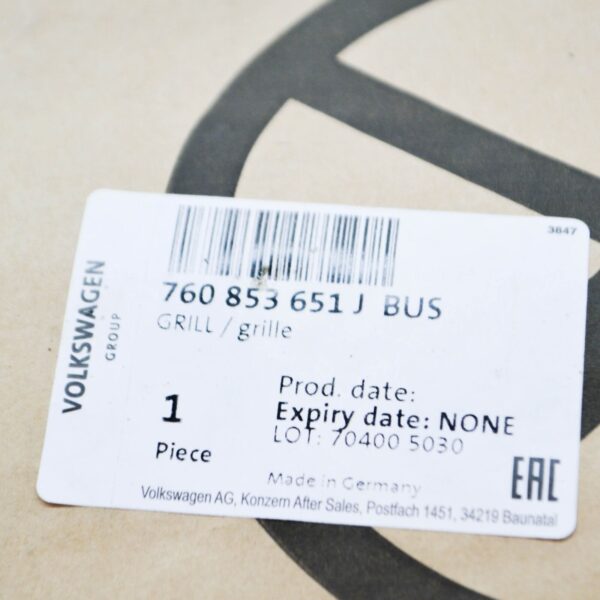 3847
760 853 651 J BUS
GRILL / grille
VOLKSWAGEN
GROUP
1
Piece
Prod. date:
Expiry date: NONE
LOT: 70400 5030
Made in Germany
EAC
Volkswagen AG, Konzern After Sales, Postfach 1451, 34219 Baunatal